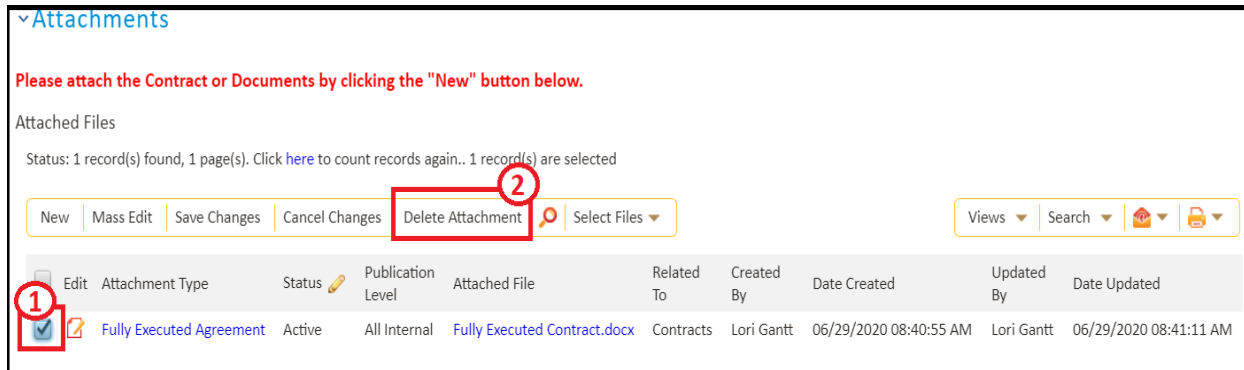 Attachments
Please attach the Contract or Documents by clicking the "New" button below.
Attached Files
Status: 1 record(s) found, 1 page(s). Click here to count records again.. 1 record(s) are selected
2
New Mass Edit Save Changes Cancel Changes Delete Attachment Select Files Views Search
Edit Attachment Type Status Publication Level Attached File Related To Created By Date Created Updated By Date Updated
1
Fully Executed Agreement Active All Internal Fully Executed Contract.docx Contracts Lori Gantt 06/29/2020 08:40:55 AM Lori Gantt 06/29/2020 08:41:11 AM